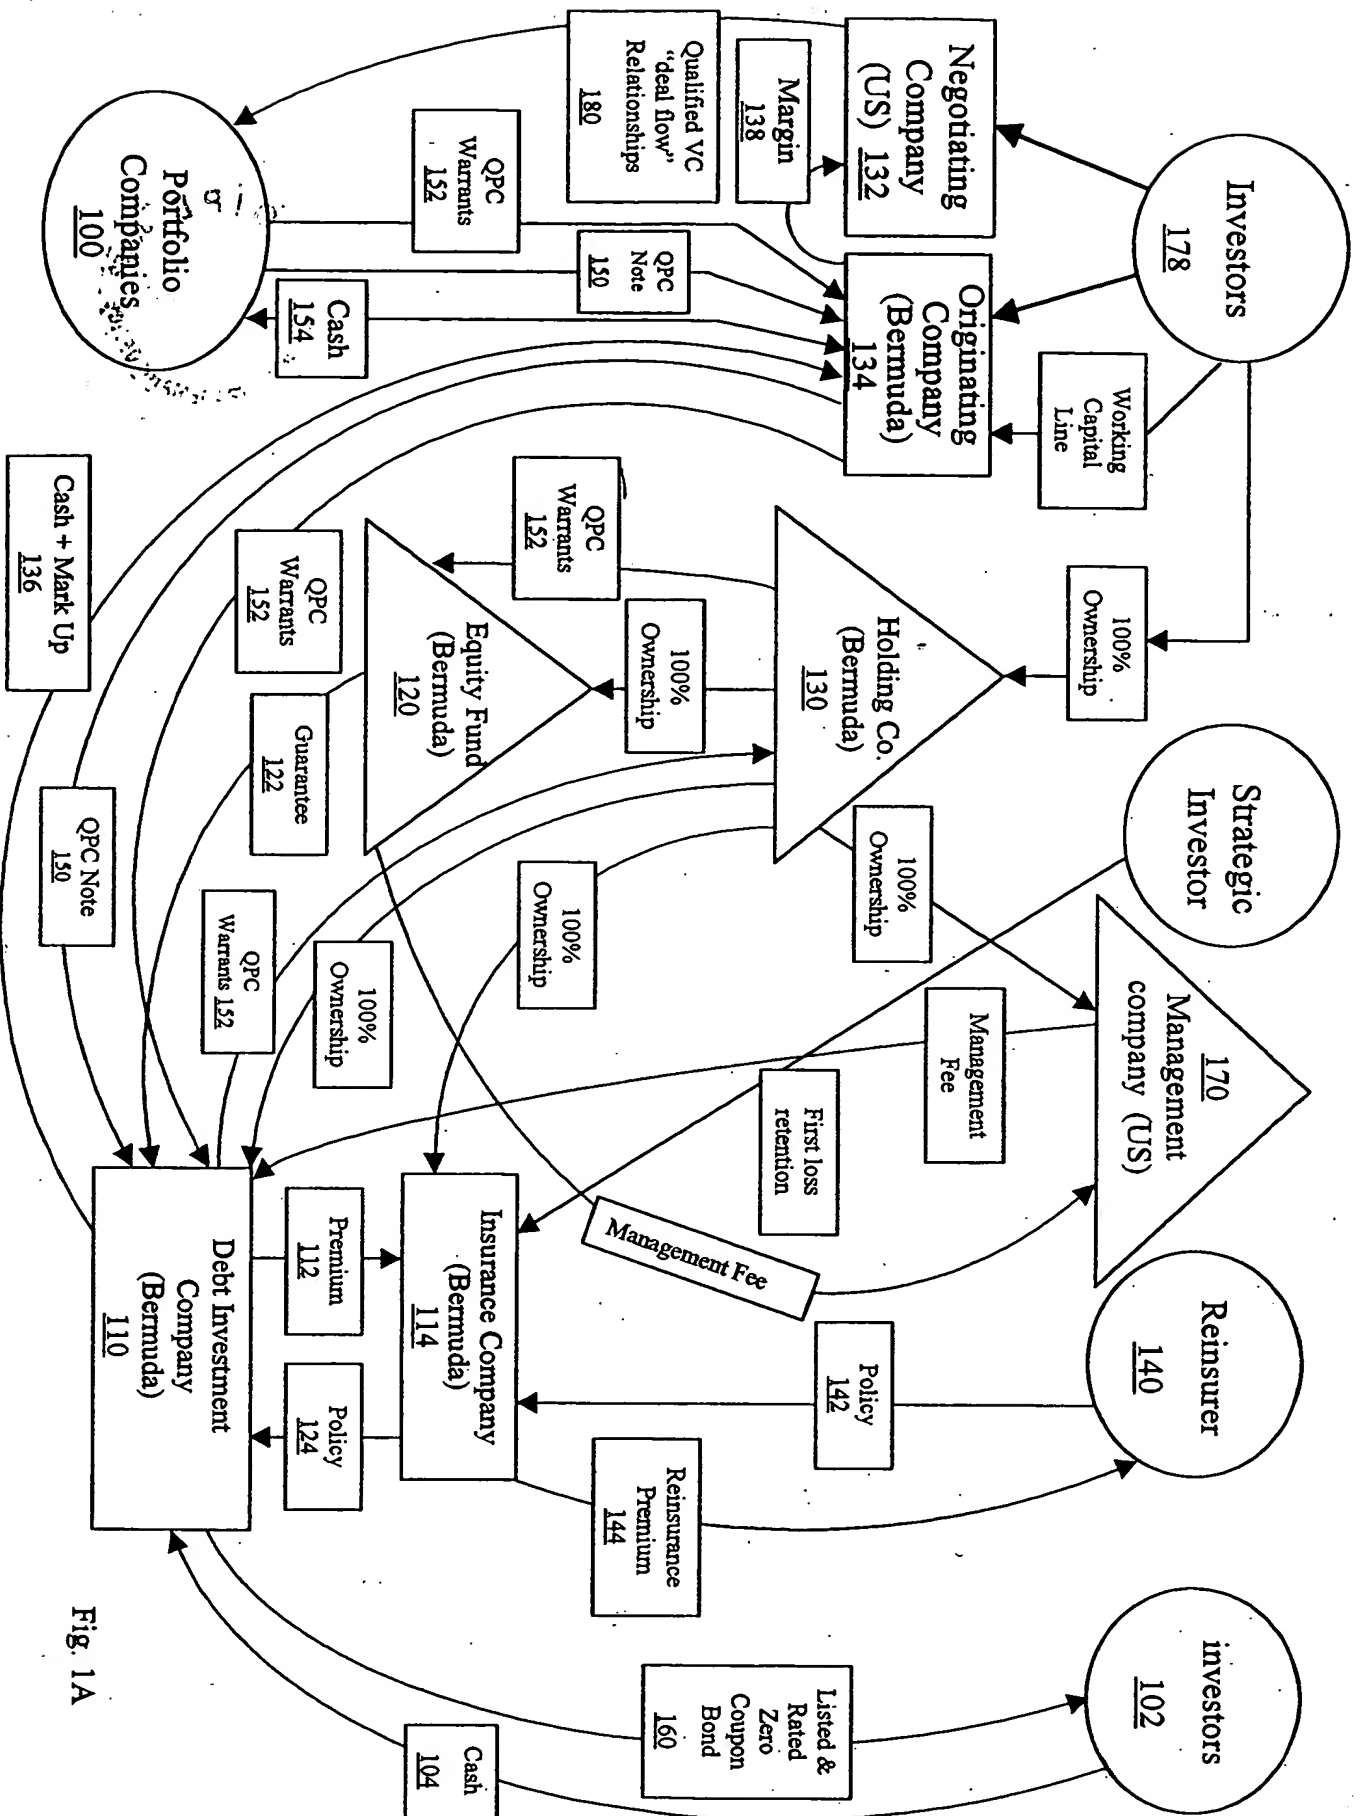 Investors
178
Strategic
Investor
170
Management
company (US)
Reinsurer
140
investors
102
Negotiating
Company
(US) 132
Originating
Company
(Bermuda)
134
Working
Capital
Line
100%
Ownership
Holding Co.
(Bermuda)
130
100%
Ownership
Management
Fee
First loss
retention
Management Fee
Policy
142
Reinsurance
Premium
144
Listed &
Rated
Zero
Coupon
Bond
160
Cash
104
Margin
138
Qualified VC
"deal flow"
Relationships
180
QPC
Warrants
152
QPC
Note
150
Cash
154
Portfolio
Companies
100
QPC
Warrants
152
100%
Ownership
Equity Fund
(Bermuda)
120
100%
Ownership
Insurance Company
(Bermuda)
114
QPC
Warrants
152
Guarantee
122
QPC
Warrants 152
100%
Ownership
Premium
112
Policy
124
Cash + Mark Up
136
QPC Note
150
Debt Investment
Company
(Bermuda)
110
Fig. 1A